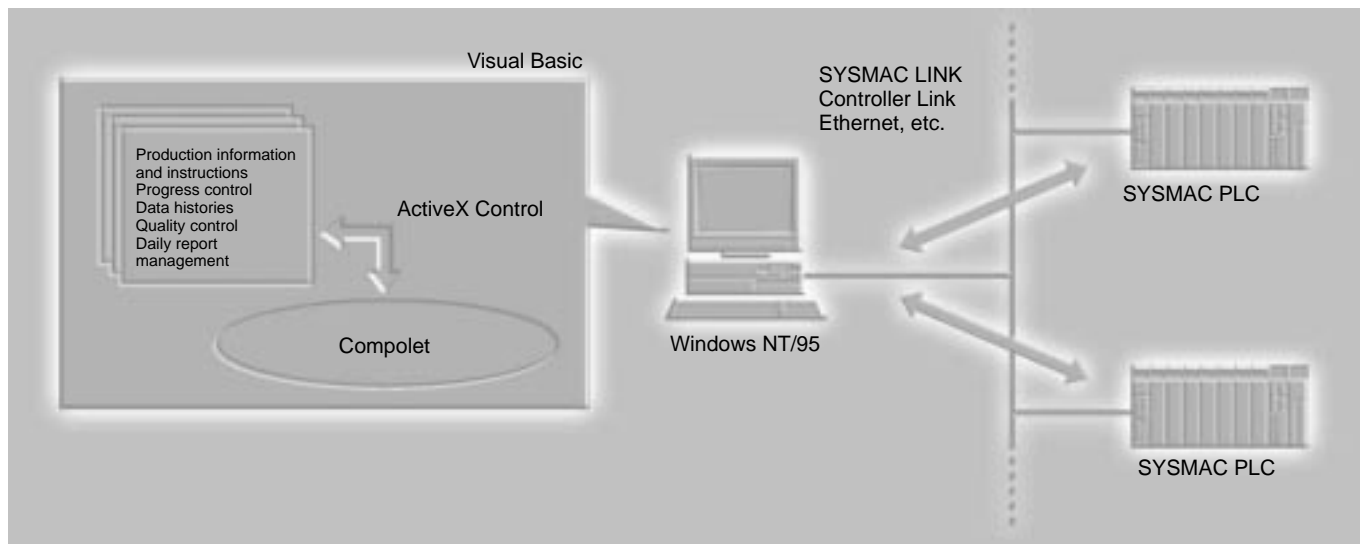 Visual Basic
Production information
and instructions
Progress control
Data histories
Quality control
Daily report
management
ActiveX Control
Compolet
Windows NT/95
SYSMAC LINK
Controller Link
Ethernet, etc.
SYSMAC PLC
SYSMAC PLC